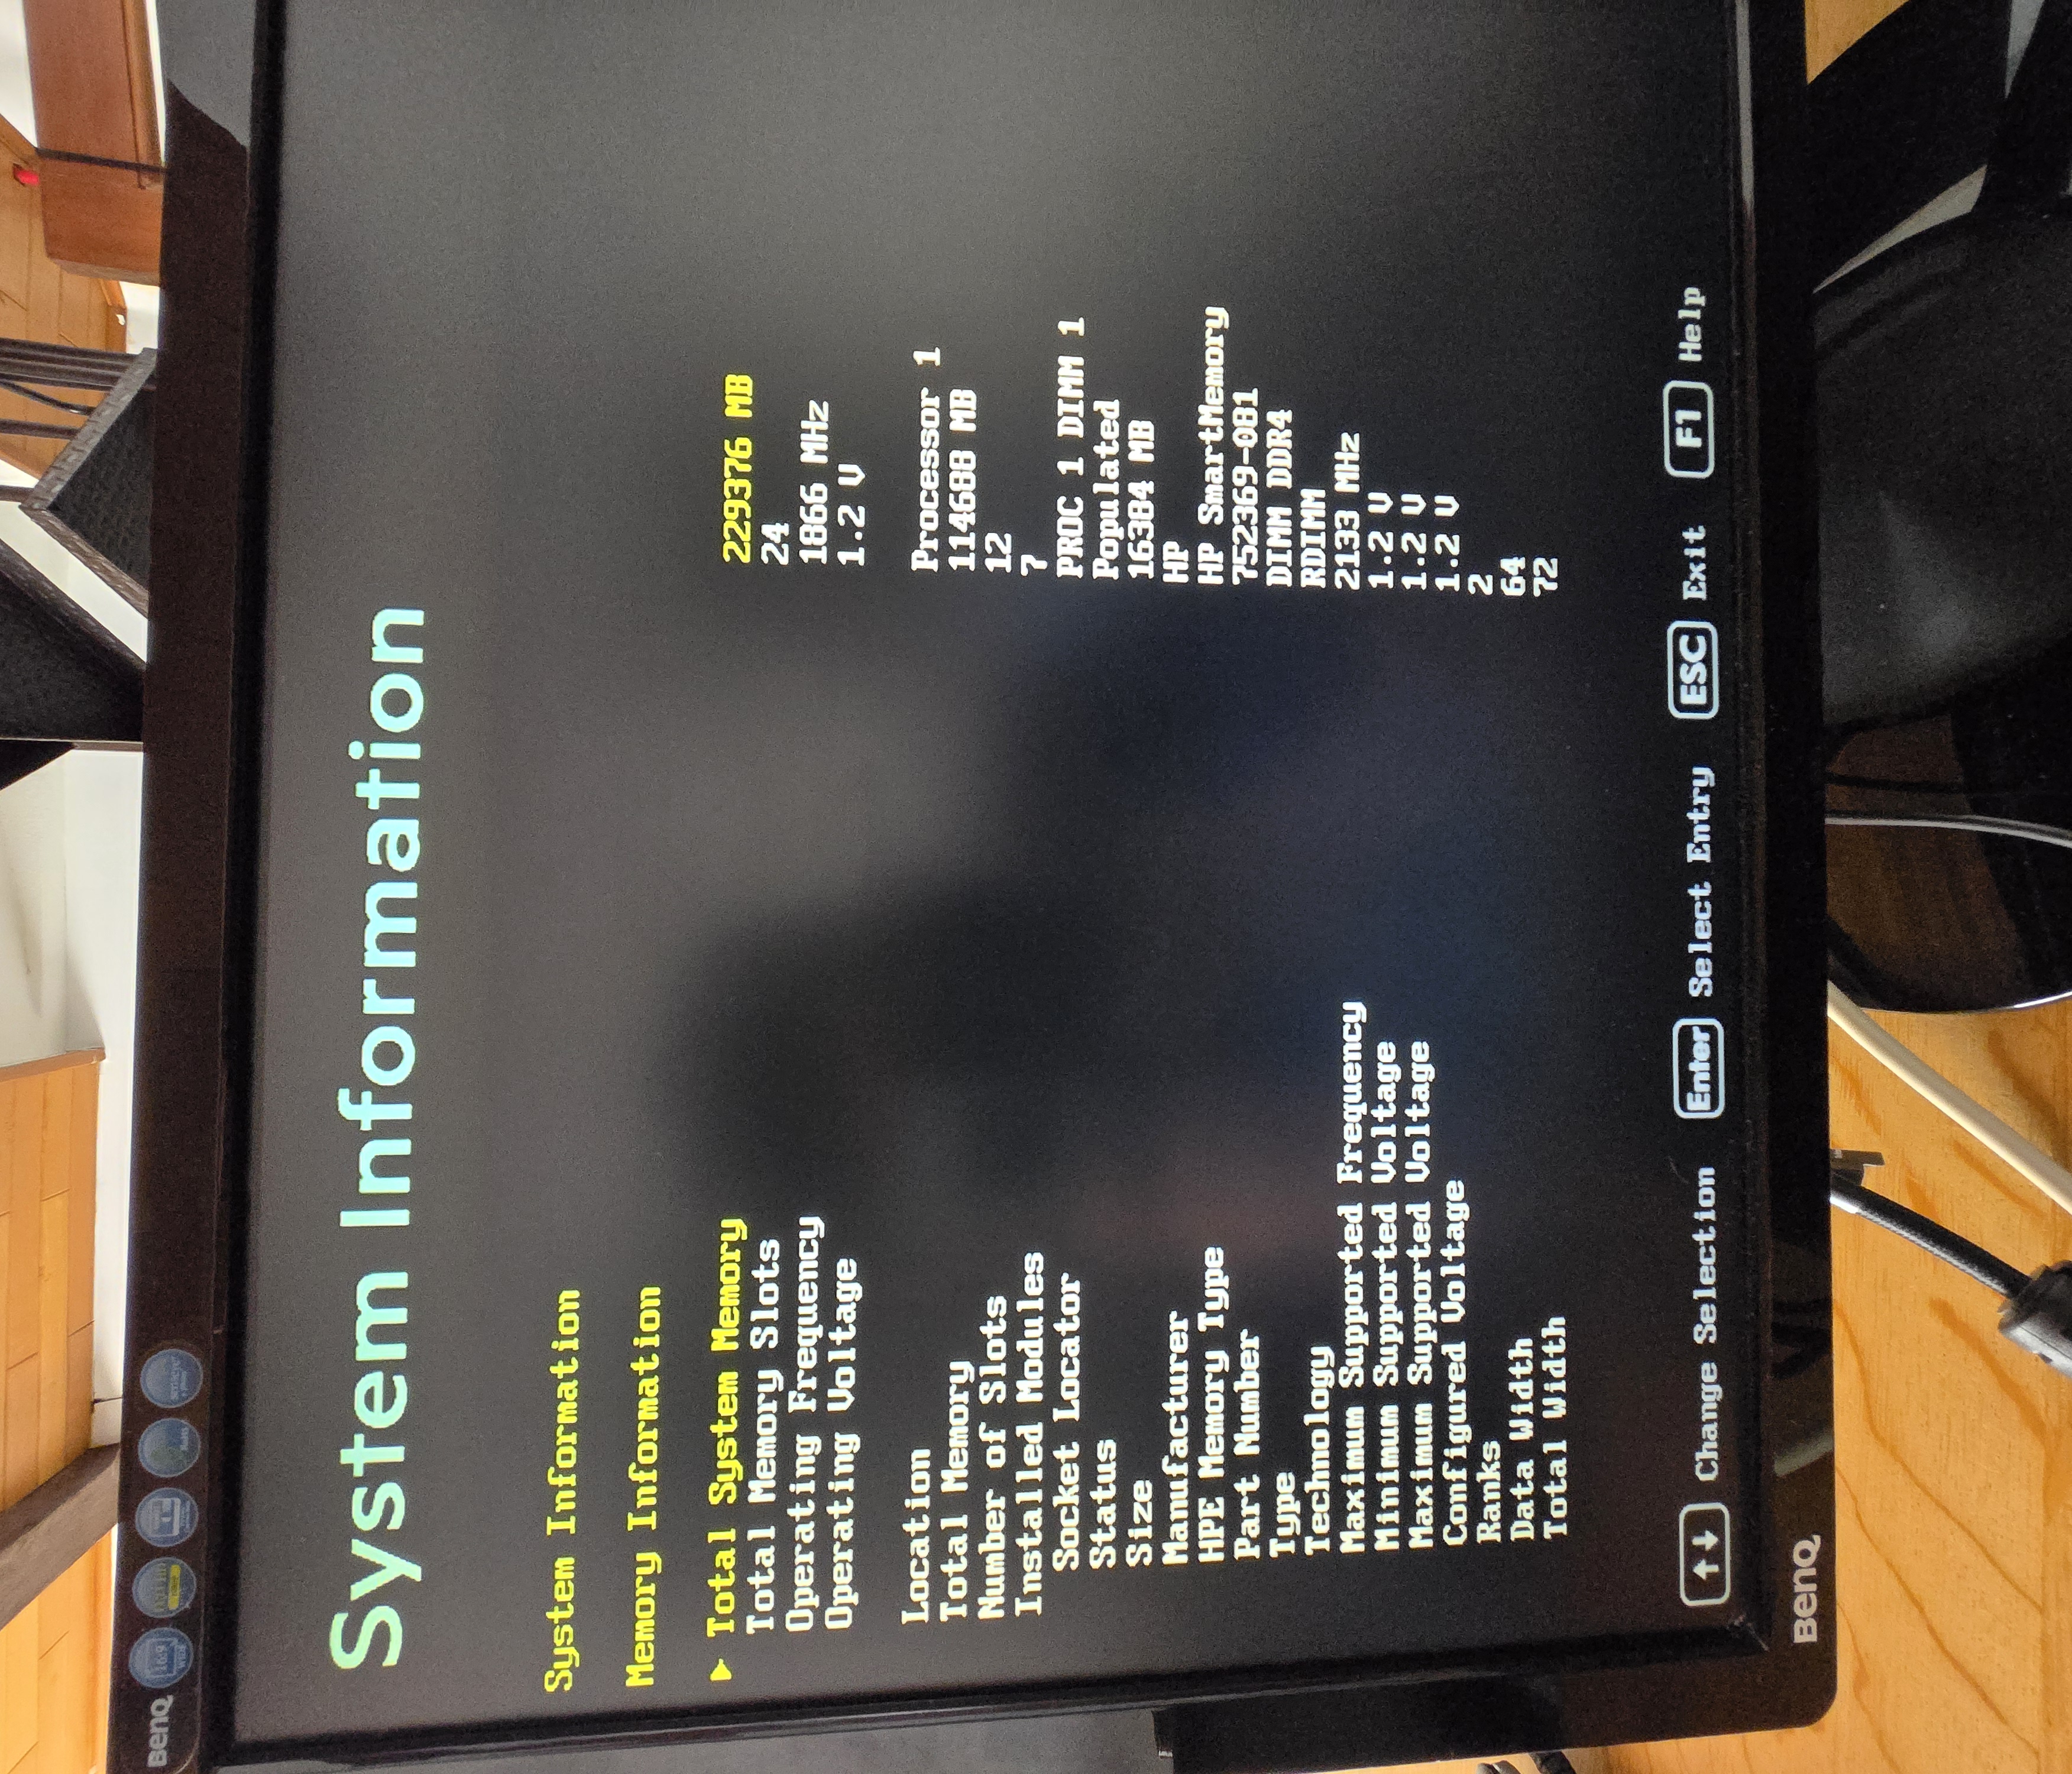 BenQ
16:9
System Information
System Information
Memory Information
Total System Memory 229376 MB
Total Memory Slots 24
Operating Frequency 1866 MHz
Operating Voltage 1.2 V
Location Processor 1
Total Memory 114688 MB
Number of Slots 12
Installed Modules 7
Socket Locator PROC 1 DIMM 1
Status Populated
Size 16384 MB
Manufacturer HP
HPE Memory Type HP SmartMemory
Part Number 752369-081
Type DIMM DDR4
Technology RDIMM
Maximum Supported Frequency 2133 MHz
Minimum Supported Voltage 1.2 V
Maximum Supported Voltage 1.2 V
Configured Voltage 1.2 V
Ranks 2
Data Width 64
Total Width 72
Change Selection Enter Select Entry ESC Exit F1 Help
BenQ